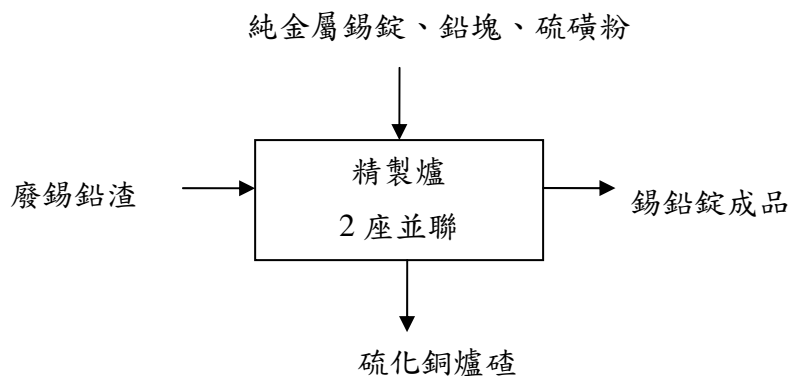 純金屬錫錠、鉛塊、硫磺粉
廢錫鉛渣
精製爐
2 座並聯
錫鉛錠成品
硫化銅爐碴